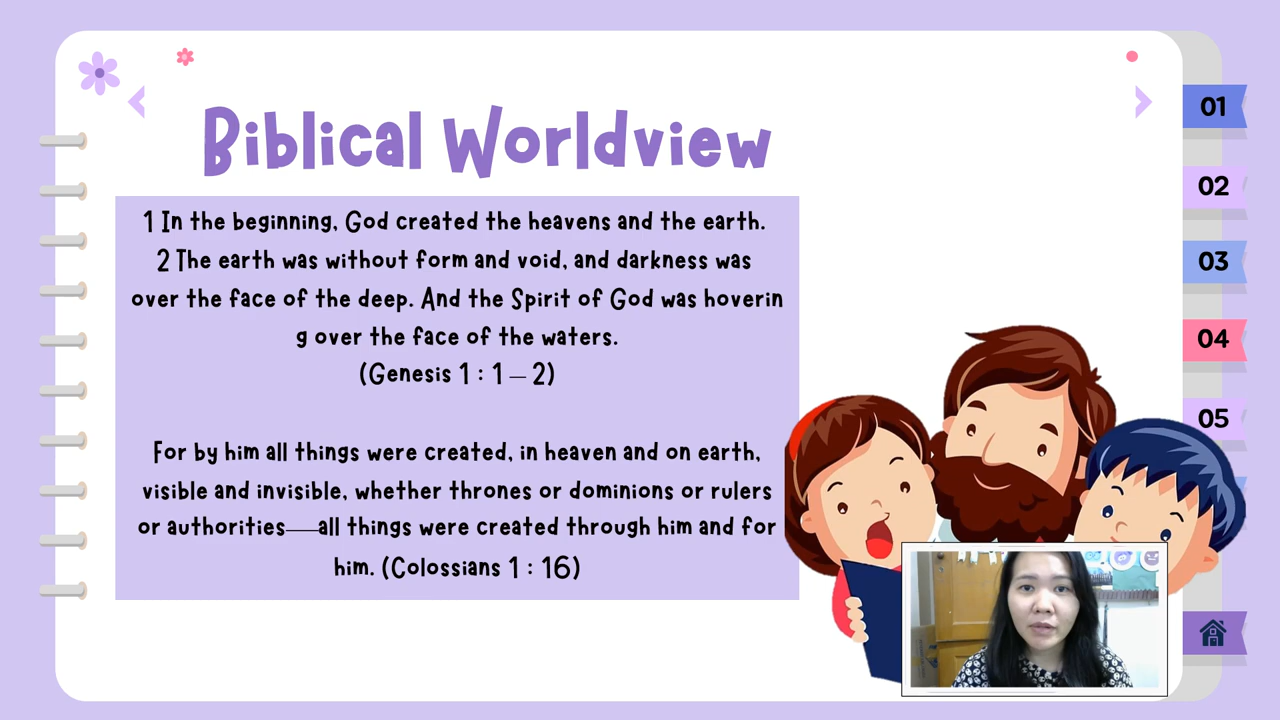 Biblical Worldview
1 In the beginning, God created the heavens and the earth.
2 The earth was without form and void, and darkness was
over the face of the deep. And the Spirit of God was hoverin
g over the face of the waters.
(Genesis 1 : 1 – 2)
For by him all things were created, in heaven and on earth,
visible and invisible, whether thrones or dominions or rulers
or authorities—all things were created through him and for
him. (Colossians 1 : 16)
01
02
03
04
05